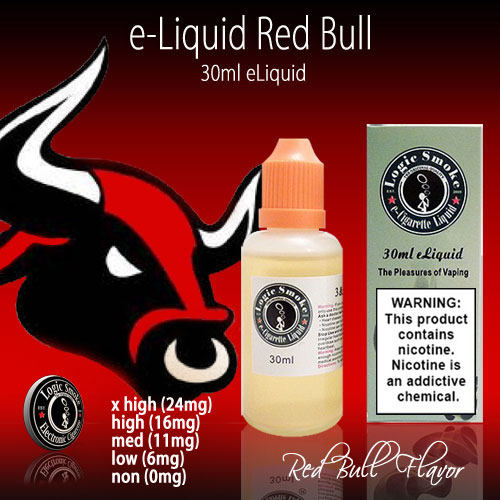 e-Liquid Red Bull
30ml eLiquid
Logic Smoke
e-Cigarette Liquid
30ml eLiquid
The Pleasures of Vaping
WARNING:
This product
contains
nicotine.
Nicotine is
an addictive
chemical.
Logic Smoke
e-Cigarette Liquid
30ml
Logic Smoke
Electronic Cigarettes
x high (24mg)
high (16mg)
med (11mg)
low (6mg)
non (0mg)
Red Bull Flavor